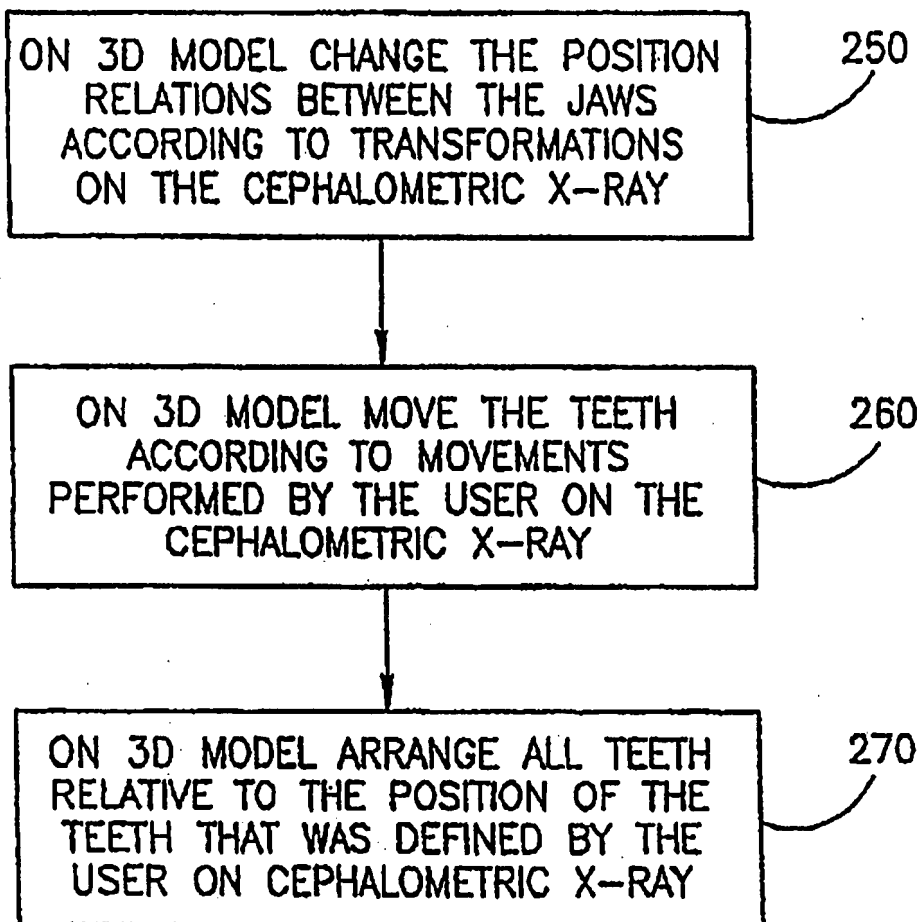 ON 3D MODEL CHANGE THE POSITION
RELATIONS BETWEEN THE JAWS
ACCORDING TO TRANSFORMATIONS
ON THE CEPHALOMETRIC X-RAY
250
ON 3D MODEL MOVE THE TEETH
ACCORDING TO MOVEMENTS
PERFORMED BY THE USER ON THE
CEPHALOMETRIC X-RAY
260
ON 3D MODEL ARRANGE ALL TEETH
RELATIVE TO THE POSITION OF THE
TEETH THAT WAS DEFINED BY THE
USER ON CEPHALOMETRIC X-RAY
270